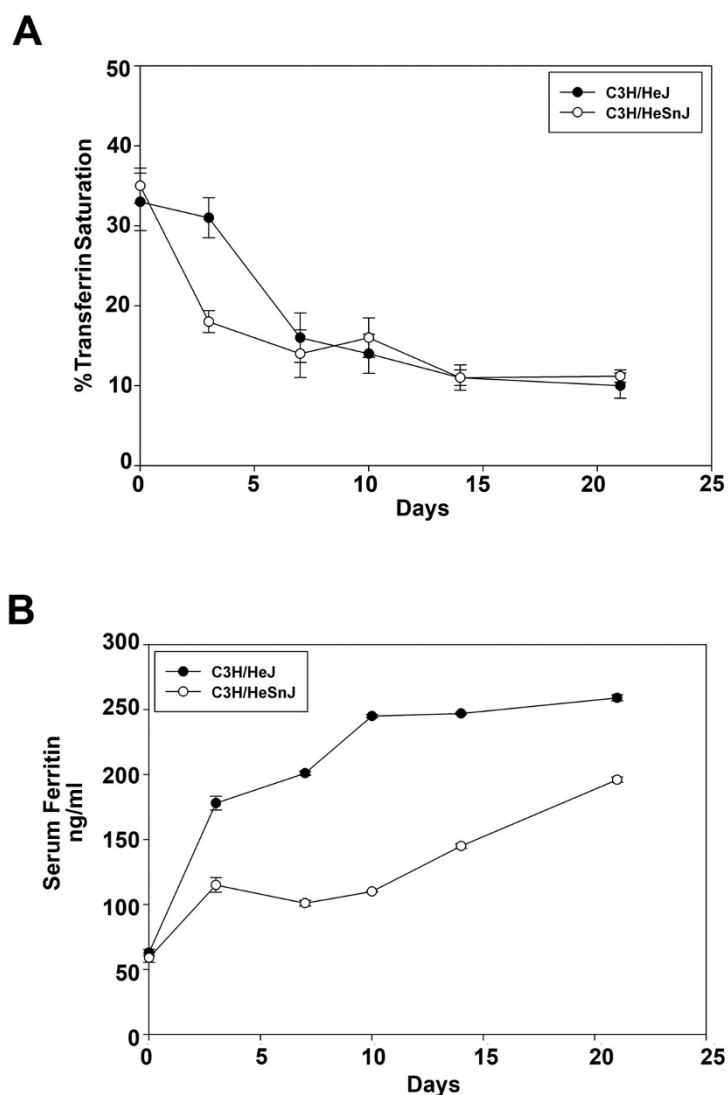 A
50
40
30
20
10
0
% Transferrin Saturation
C3H/HeJ
C3H/HeSnJ
0 5 10 15 20 25
Days
B
300
250
200
150
100
50
0
Serum Ferritin
ng/ml
C3H/HeJ
C3H/HeSnJ
0 5 10 15 20 25
Days